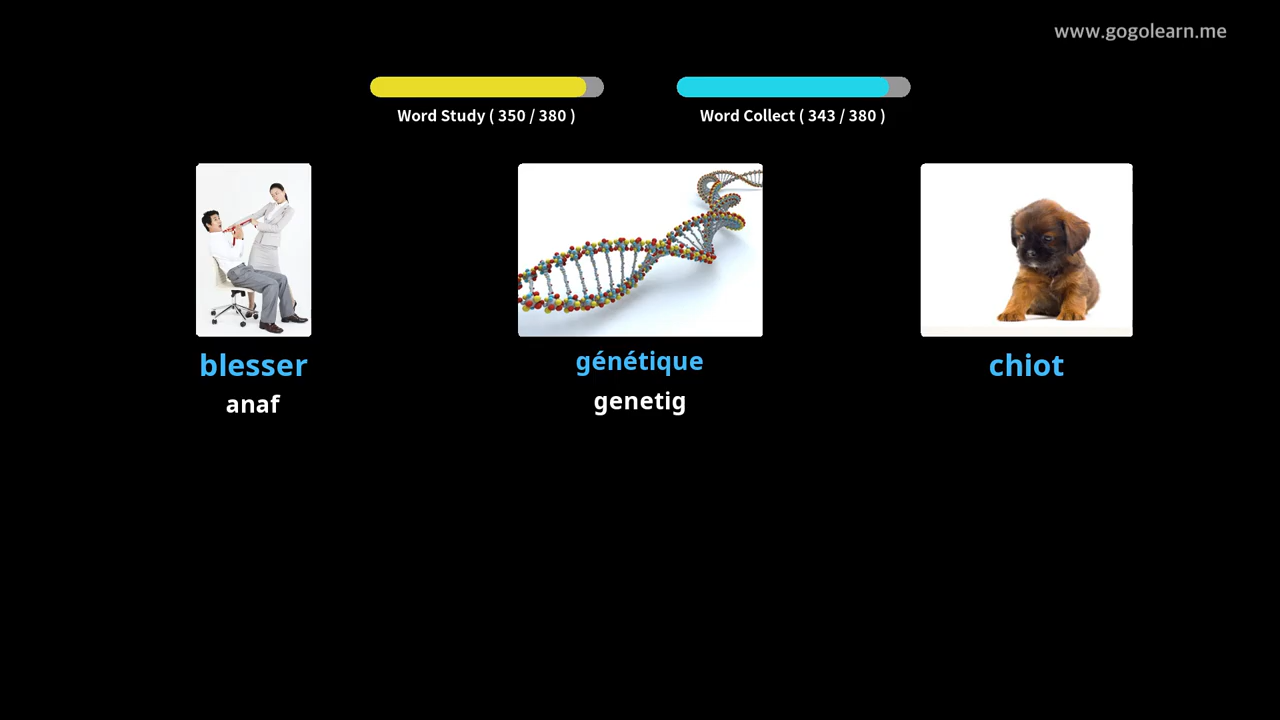 www.gogolearn.me
Word Study ( 350 / 380 )
Word Collect ( 343 / 380 )
blesser
anaf
génétique
genetig
chiot